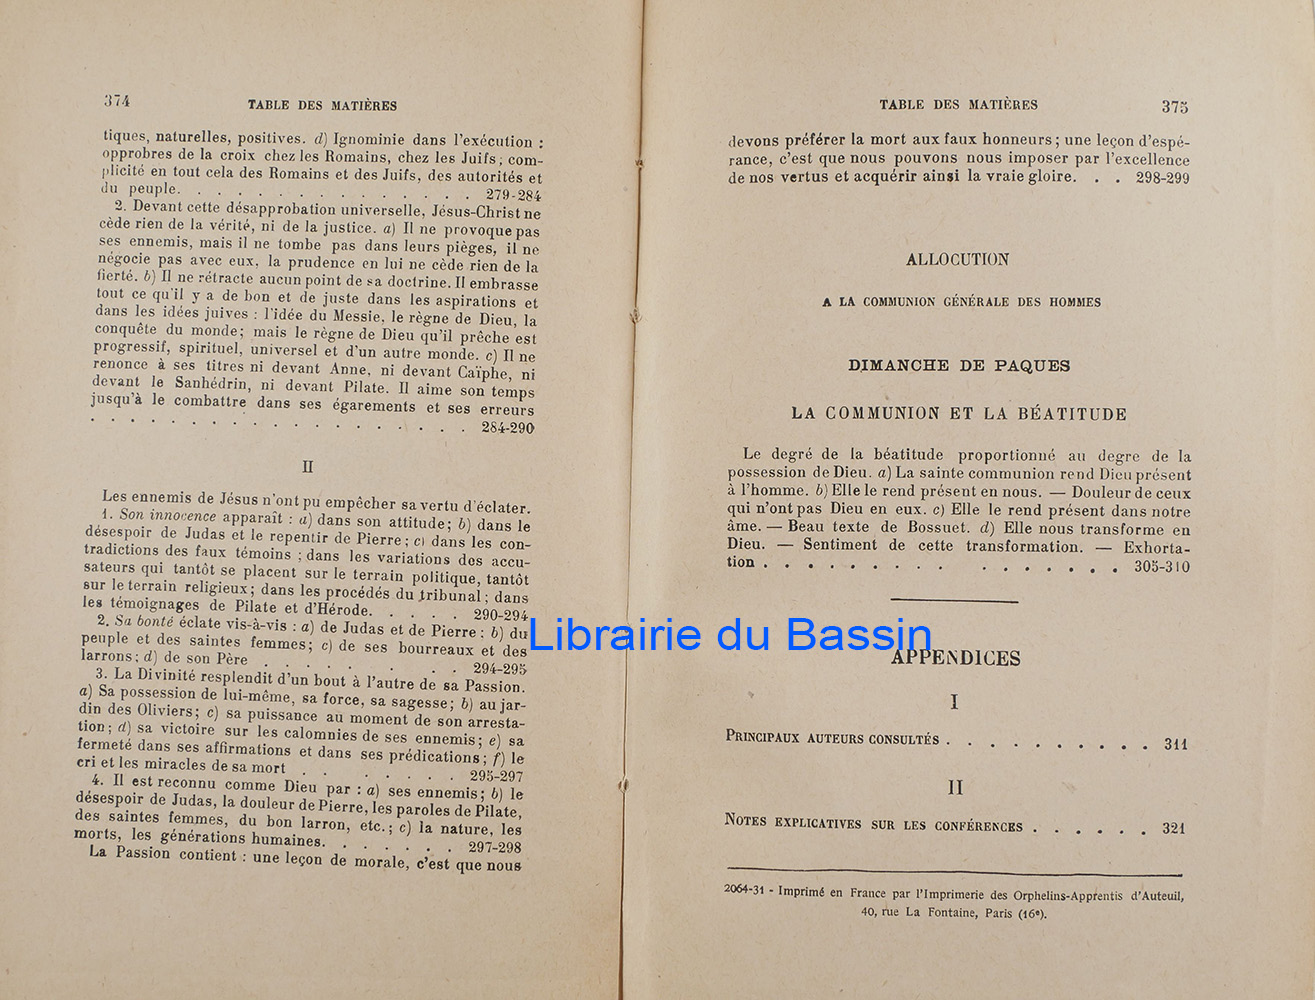 374
TABLE DES MATIÈRES
tiques, naturelles, positives. d) Ignominie dans l'exécution :
opprobres de la croix chez les Romains, chez les Juifs; com-
plicité en tout cela des Romains et des Juifs, des autorités et
du peuple. . . . . . . . . . . . . . . . 279-284
2. Devant cette désapprobation universelle, Jésus-Christ ne
cède rien de la vérité, ni de la justice. a) Il ne provoque pas
ses ennemis, mais il ne tombe pas dans leurs pièges, il ne
négocie pas avec eux, la prudence en lui ne cède rien de la
fierté. b) Il ne rétracte aucun point de sa doctrine. Il embrasse
tout ce qu'il y a de bon et de juste dans les aspirations et
dans les idées juives : l'idée du Messie, le règne de Dieu, la
conquête du monde; mais le règne de Dieu qu'il prêche est
progressif, spirituel, universel et d'un autre monde. c) Il ne
renonce à ses titres ni devant Anne, ni devant Caïphe, ni
devant le Sanhédrin, ni devant Pilate. Il aime son temps
jusqu'à le combattre dans ses égarements et ses erreurs
. . . . . . . . . . . . . . . . . . . 284-290
II
Les ennemis de Jésus n'ont pu empêcher sa vertu d'éclater.
1. Son innocence apparaît : a) dans son attitude; b) dans le
désespoir de Judas et le repentir de Pierre; c) dans les con-
tradictions des faux témoins ; dans les variations des accu-
sateurs qui tantôt se placent sur le terrain politique, tantôt
sur le terrain religieux; dans les procédés du tribunal; dans
les témoignages de Pilate et d'Hérode. . . . . . 290-294
2. Sa bonté éclate vis-à-vis : a) de Judas et de Pierre : b) du
peuple et des saintes femmes; c) de ses bourreaux et des
larrons; d) de son Père . . . . . . . . . 294-295
3. La Divinité resplendit d'un bout à l'autre de sa Passion.
a) Sa possession de lui-même, sa force, sa sagesse; b) au jar-
din des Oliviers; c) sa puissance au moment de son arresta-
tion; d) sa victoire sur les calomnies de ses ennemis; e) sa
fermeté dans ses affirmations et dans ses prédications; f) le
cri et les miracles de sa mort . . . . . . . . 295-297
4. Il est reconnu comme Dieu par : a) ses ennemis; b) le
désespoir de Judas, la douleur de Pierre, les paroles de Pilate,
des saintes femmes, du bon larron, etc.; c) la nature, les
morts, les générations humaines. . . . . . . . 297-298
La Passion contient : une leçon de morale, c'est que nous
TABLE DES MATIÈRES
375
devons préférer la mort aux faux honneurs; une leçon d'espé-
rance, c'est que nous pouvons nous imposer par l'excellence
de nos vertus et acquérir ainsi la vraie gloire. . . 298-299
ALLOCUTION
A LA COMMUNION GÉNÉRALE DES HOMMES
DIMANCHE DE PAQUES
LA COMMUNION ET LA BÉATITUDE
Le degré de la béatitude proportionné au degre de la
possession de Dieu. a) La sainte communion rend Dieu présent
à l'homme. b) Elle le rend présent en nous. — Douleur de ceux
qui n'ont pas Dieu en eux. c) Elle le rend présent dans notre
âme. — Beau texte de Bossuet. d) Elle nous transforme en
Dieu. — Sentiment de cette transformation. — Exhorta-
tion . . . . . . . . . . . . . . . 305-310
Librairie du Bassin
APPENDICES
I
PRINCIPAUX AUTEURS CONSULTÉS . . . . . . . . . . 311
II
NOTES EXPLICATIVES SUR LES CONFÉRENCES . . . . . . 321
2064-31 - Imprimé en France par l'Imprimerie des Orphelins-Apprentis d'Auteuil,
40, rue La Fontaine, Paris (16e).